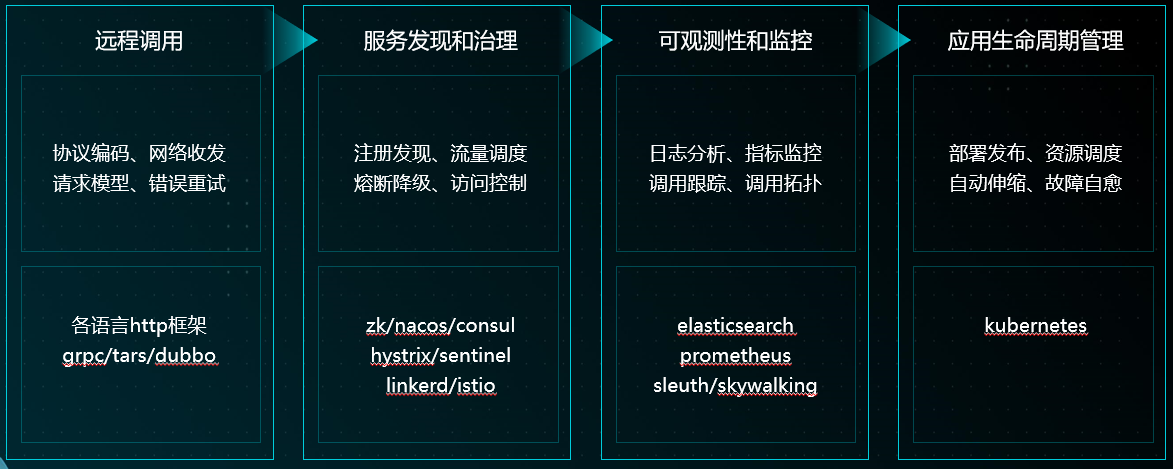 远程调用
协议编码、网络收发
请求模型、错误重试
各语言http框架
grpc/tars/dubbo
服务发现和治理
注册发现、流量调度
熔断降级、访问控制
zk/nacos/consul
hystrix/sentinel
linkerd/istio
可观测性和监控
日志分析、指标监控
调用跟踪、调用拓扑
elasticsearch
prometheus
sleuth/skywalking
应用生命周期管理
部署发布、资源调度
自动伸缩、故障自愈
kubernetes